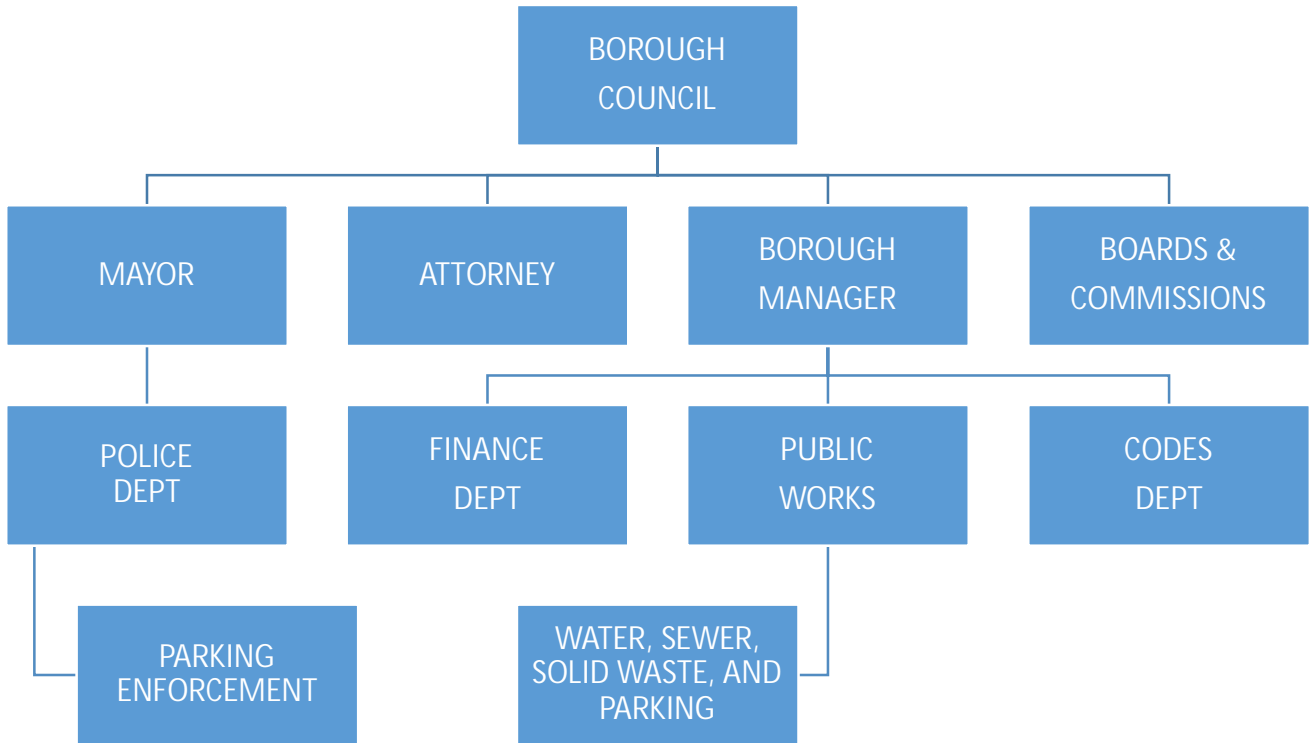 BOROUGH
COUNCIL
MAYOR
ATTORNEY
BOROUGH
MANAGER
BOARDS &
COMMISSIONS
POLICE
DEPT
FINANCE
DEPT
PUBLIC
WORKS
CODES
DEPT
PARKING
ENFORCEMENT
WATER, SEWER,
SOLID WASTE, AND
PARKING